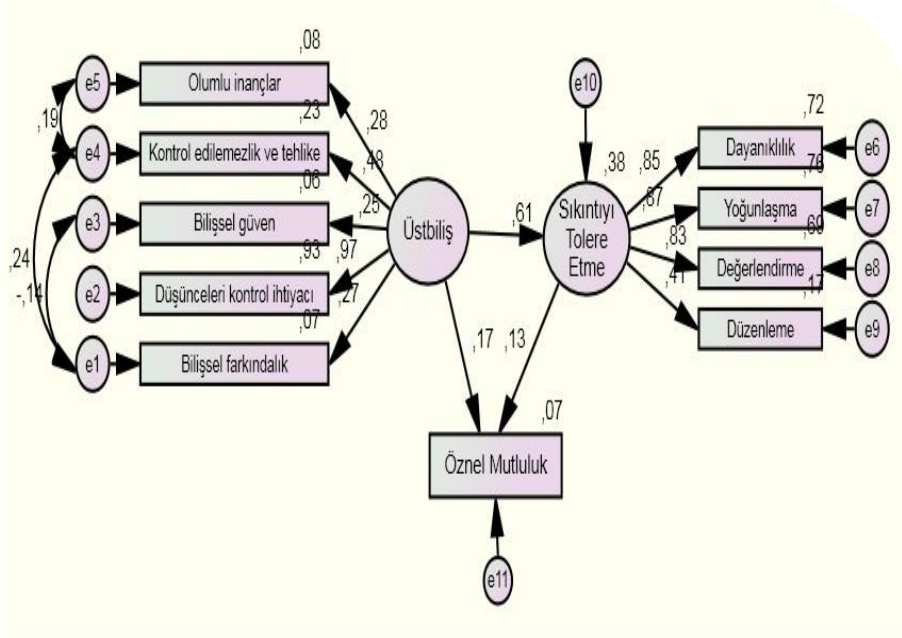 ,08
e5
Olumlu inançlar
,23
,28
,19
e4
Kontrol edilemezlik ve tehlike
,48
,06
e3
Bilişsel güven
,25
,93
,97
,24
-,14
e2
Düşünceleri kontrol ihtiyacı
,27
,07
e1
Bilişsel farkındalık
Üstbiliş
,61
e10
,38
Sıkıntıyı
Tolere
Etme
,85
,72
Dayanıklılık
e6
,87
,76
Yoğunlaşma
e7
,83
,69
Değerlendirme
e8
,41
,17
Düzenleme
e9
,17
,13
,07
Öznel Mutluluk
e11